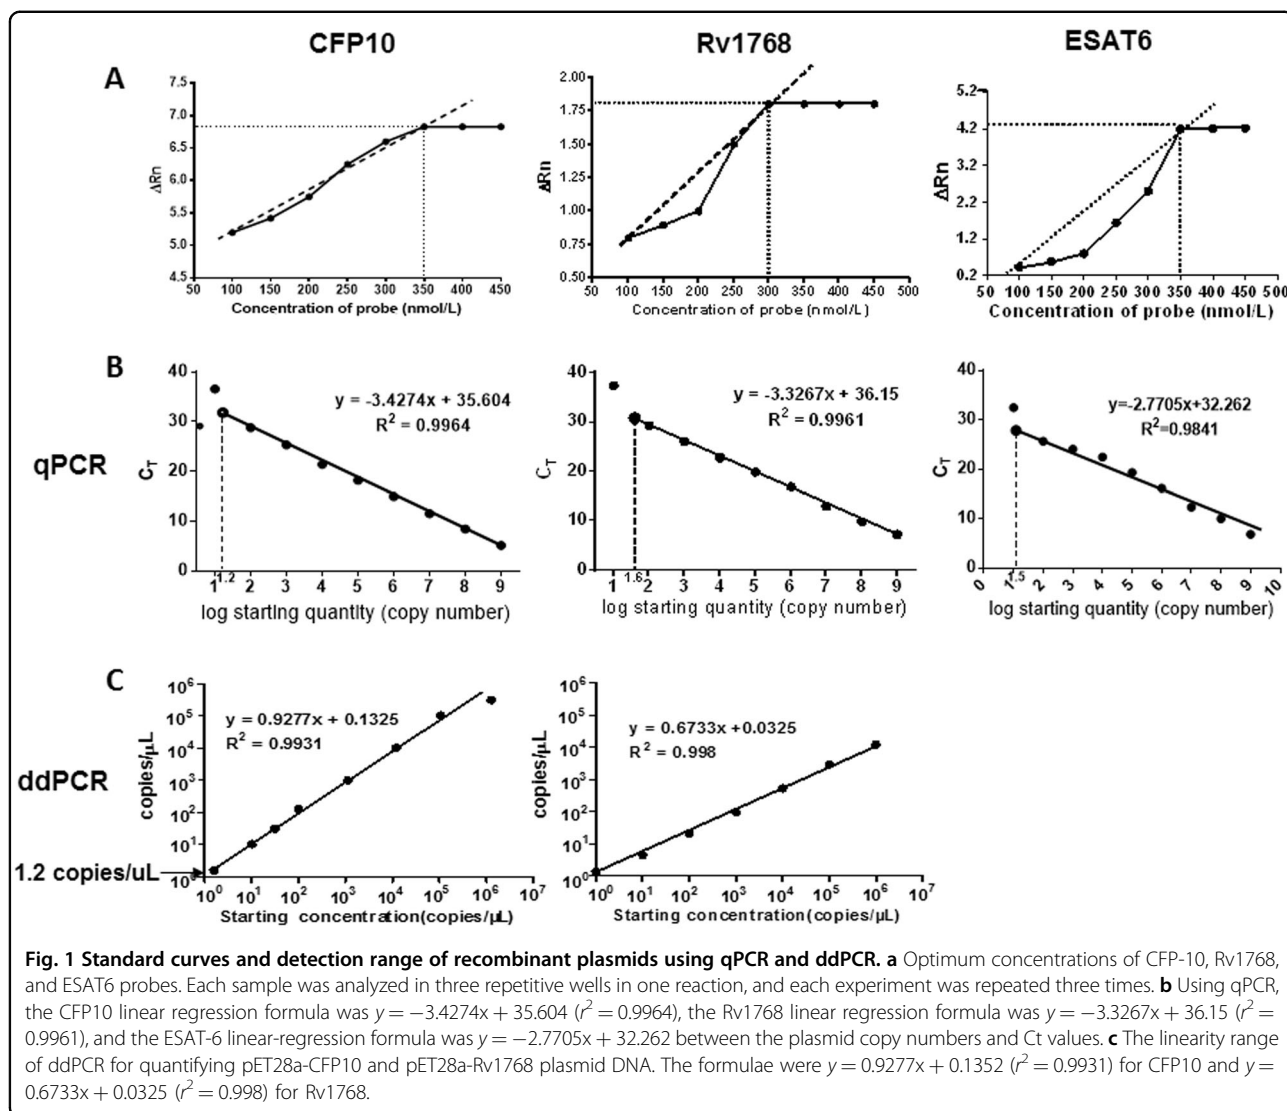 CFP10
Rv1768
ESAT6
A
7.5
7.0
6.5
6.0
5.5
5.0
4.5
ΔRn
50 100 150 200 250 300 350 400 450
Concentration of probe (nmol/L)
2.00
1.75
1.50
1.25
1.00
0.75
0.50
ΔRn
50 100 150 200 250 300 350 400 450 500
Concentration of probe (nmol/L)
5.2
4.2
3.2
2.2
1.2
0.2
ΔRn
50 100 150 200 250 300 350 400 450 500
Concentration of probe (nmol/L)
B
qPCR
40
30
20
10
0
C_T
y = -3.4274x + 35.604
R² = 0.9964
1 1.2 2 3 4 5 6 7 8 9
log starting quantity (copy number)
40
30
20
10
0
C_T
y = -3.3267x + 36.15
R² = 0.9961
1 1.6 2 3 4 5 6 7 8 9
log starting quantity (copy number)
40
30
20
10
0
C_T
y=-2.7705x+32.262
R²=0.9841
0 1 1.5 2 3 4 5 6 7 8 9 10
log starting quantity (copy number)
C
ddPCR
1.2 copies/uL
10⁶
10⁵
10⁴
10³
10²
10¹
10⁰
copies/μL
y = 0.9277x + 0.1325
R² = 0.9931
10⁰ 10¹ 10² 10³ 10⁴ 10⁵ 10⁶ 10⁷
Starting concentration(copies/μL)
10⁶
10⁵
10⁴
10³
10²
10¹
10⁰
copies/μL
y = 0.6733x +0.0325
R² = 0.998
10⁰ 10¹ 10² 10³ 10⁴ 10⁵ 10⁶ 10⁷
Starting concentration(copies/μL)
Fig. 1 Standard curves and detection range of recombinant plasmids using qPCR and ddPCR. a Optimum concentrations of CFP-10, Rv1768,
and ESAT6 probes. Each sample was analyzed in three repetitive wells in one reaction, and each experiment was repeated three times. b Using qPCR,
the CFP10 linear regression formula was y = −3.4274x + 35.604 (r² = 0.9964), the Rv1768 linear regression formula was y = −3.3267x + 36.15 (r² =
0.9961), and the ESAT-6 linear-regression formula was y = −2.7705x + 32.262 between the plasmid copy numbers and Ct values. c The linearity range
of ddPCR for quantifying pET28a-CFP10 and pET28a-Rv1768 plasmid DNA. The formulae were y = 0.9277x + 0.1352 (r² = 0.9931) for CFP10 and y =
0.6733x + 0.0325 (r² = 0.998) for Rv1768.